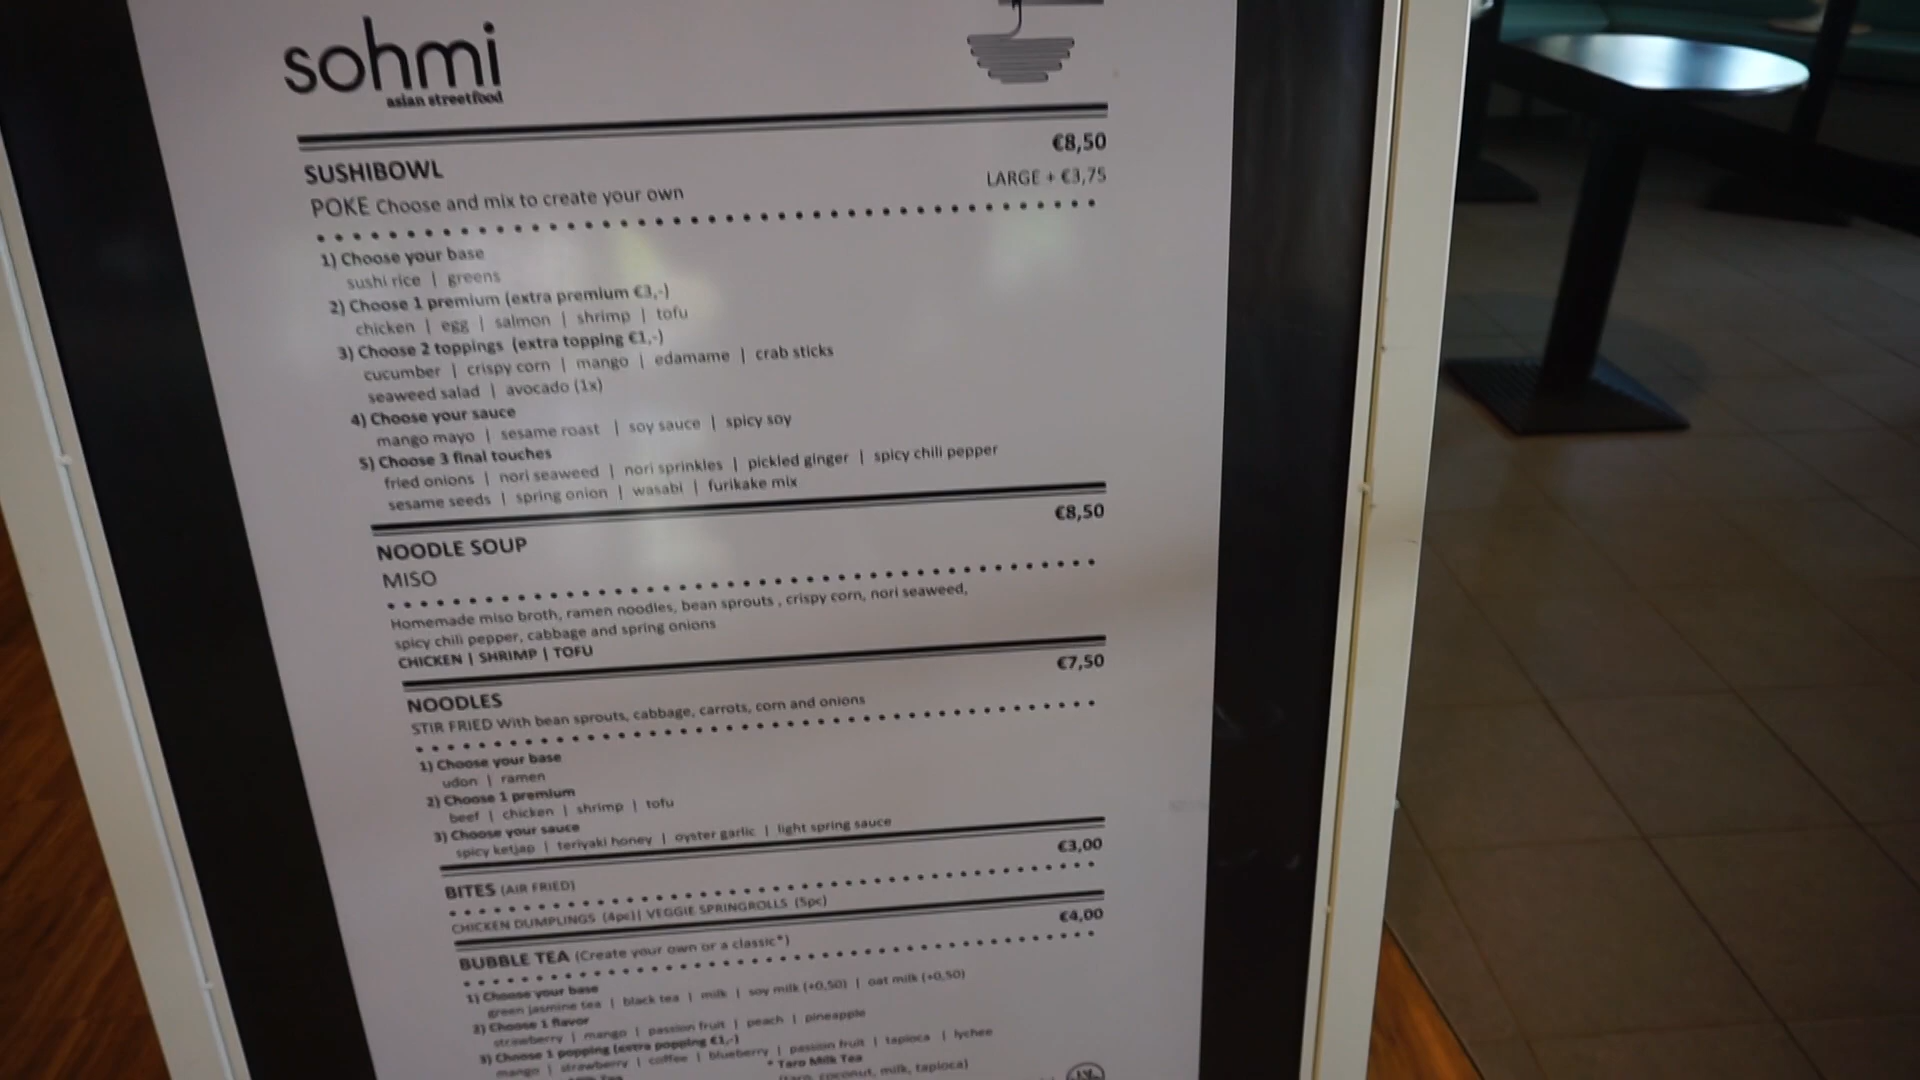 sohmi
asian streetfood
SUSHIBOWL €8,50
POKE Choose and mix to create your own LARGE + €3,75
1) Choose your base
sushi rice | greens
2) Choose 1 premium (extra premium €3,-)
chicken | egg | salmon | shrimp | tofu
3) Choose 2 toppings (extra topping €1,-)
cucumber | crispy corn | mango | edamame | crab sticks
seaweed salad | avocado (1x)
4) Choose your sauce
mango mayo | sesame roast | soy sauce | spicy soy
5) Choose 3 final touches
fried onions | nori seaweed | nori sprinkles | pickled ginger | spicy chili pepper
sesame seeds | spring onion | wasabi | furikake mix
NOODLE SOUP €8,50
MISO
Homemade miso broth, ramen noodles, bean sprouts , crispy corn, nori seaweed,
spicy chili pepper, cabbage and spring onions
CHICKEN | SHRIMP | TOFU
NOODLES €7,50
STIR FRIED With bean sprouts, cabbage, carrots, corn and onions
1) Choose your base
udon | ramen
2) Choose 1 premium
beef | chicken | shrimp | tofu
3) Choose your sauce
spicy ketjap | teriyaki honey | oyster garlic | light spring sauce
BITES (AIR FRIED) €3,00
CHICKEN DUMPLINGS (4pc)| VEGGIE SPRINGROLLS (5pc)
BUBBLE TEA (Create your own or a classic*) €4,00
1) Choose your base
green jasmine tea | black tea | milk | soy milk (+0,50) | oat milk (+0,50)
2) Choose 1 flavor
strawberry | mango | passion fruit | peach | pineapple
3) Choose 1 popping (extra popping €1,-)
mango | strawberry | coffee | blueberry | passion fruit | tapioca | lychee
* Taro Milk Tea
(taro, coconut, milk, tapioca)